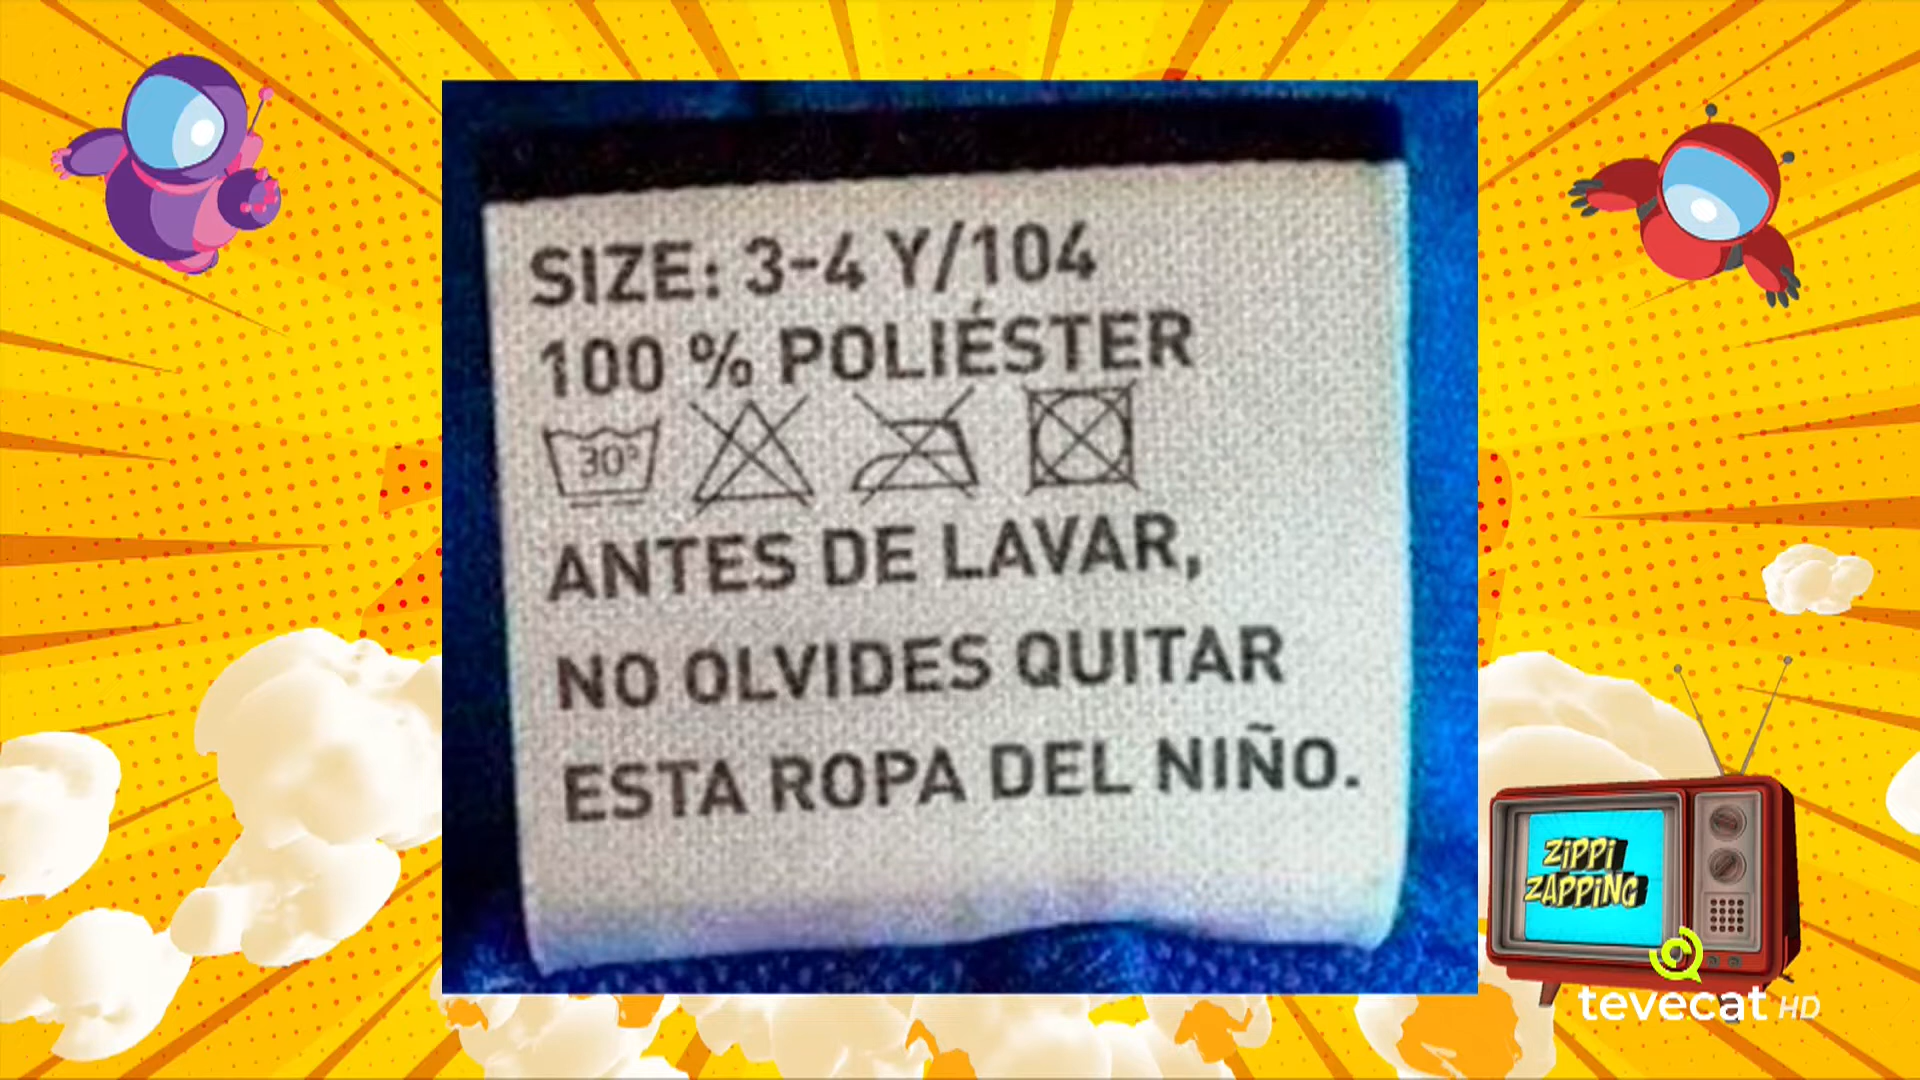 SIZE: 3-4 Y/104
100 % POLIÉSTER
30º
ANTES DE LAVAR,
NO OLVIDES QUITAR
ESTA ROPA DEL NIÑO.
ZiPPi
ZAPPiNG
tevecat HD